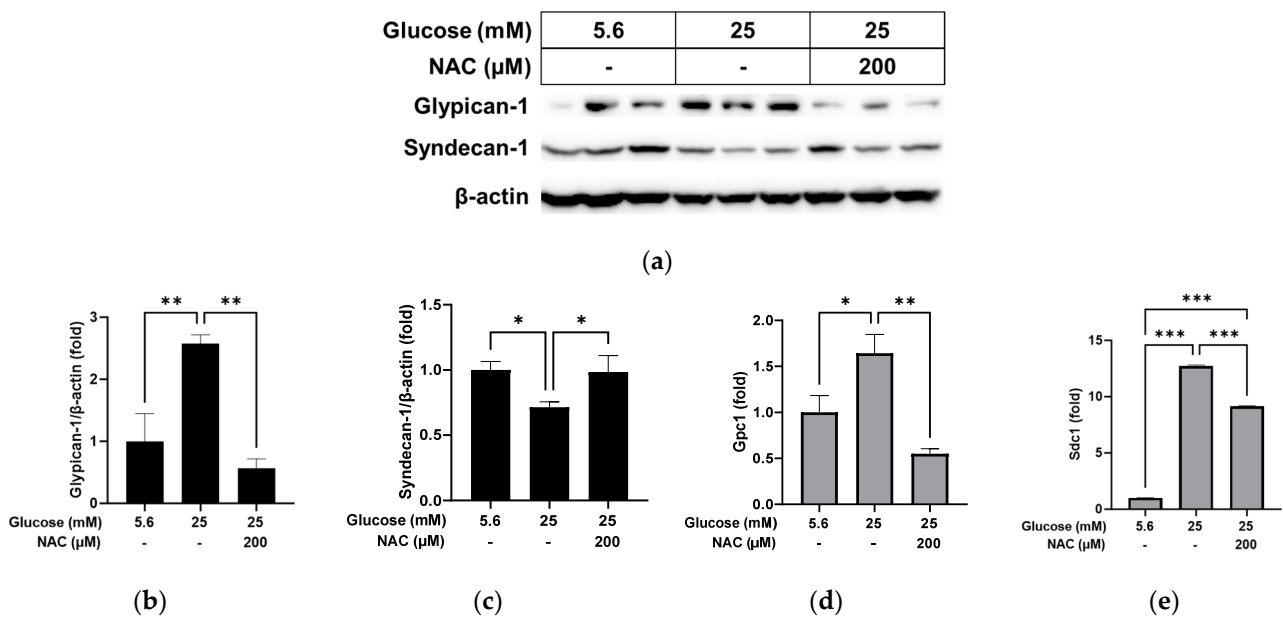 Glucose (mM) 5.6 25 25
NAC (µM) - - 200
Glypican-1
Syndecan-1
β-actin
(a)
** **
Glypican-1/β-actin (fold)
3
2
1
0
5.6 25 25
Glucose (mM)
NAC (µM) - - 200
(b)
* *
Syndecan-1/β-actin (fold)
1.5
1.0
0.5
0.0
Glucose (mM) 5.6 25 25
NAC (µM) - - 200
(c)
* **
Gpc1 (fold)
2.0
1.5
1.0
0.5
0.0
Glucose (mM) 5.6 25 25
NAC (µM) - - 200
(d)
***
*** ***
Sdc1 (fold)
15
10
5
0
Glucose (mM) 5.6 25 25
NAC (µM) - - 200
(e)